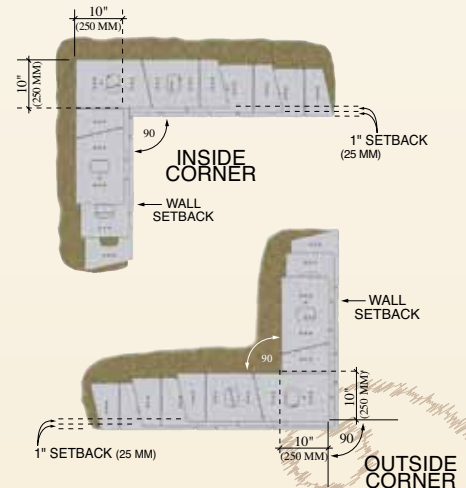 10"
(250 MM)
10"
(250 MM)
90
INSIDE
CORNER
1" SETBACK
(25 MM)
WALL
SETBACK
WALL
SETBACK
90
10"
(250 MM)
10"
(250 MM)
90
1" SETBACK (25 MM)
OUTSIDE
CORNER